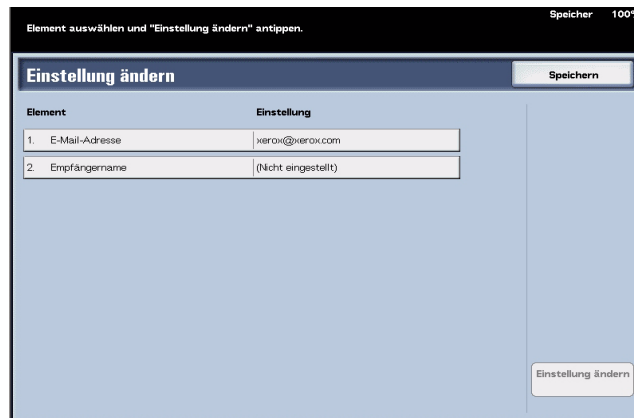 Speicher 100%
Element auswählen und "Einstellung ändern" antippen.
Einstellung ändern
Speichern
Element Einstellung
1. E-Mail-Adresse xerox@xerox.com
2. Empfängername (Nicht eingestellt)
Einstellung ändern